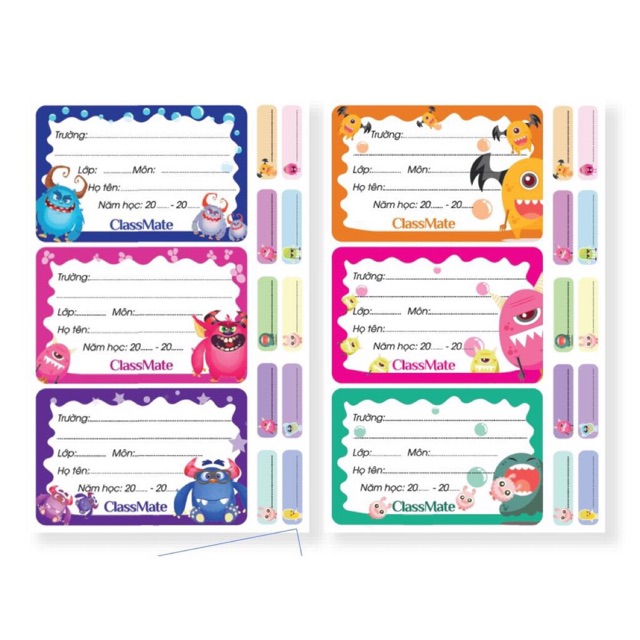 Trường:
Lớp: Môn:
Họ tên:
Năm học: 20 - 20
ClassMate
Trường:
Lớp: Môn:
Họ tên:
Năm học: 20 - 20
ClassMate
Trường:
Lớp: Môn:
Họ tên:
Năm học: 20 - 20
ClassMate
Trường:
Lớp: Môn:
Họ tên:
Năm học: 20 - 20
ClassMate
Trường:
Lớp: Môn:
Họ tên:
Năm học: 20 - 20
ClassMate
Trường:
Lớp: Môn:
Họ tên:
Năm học: 20 - 20
ClassMate